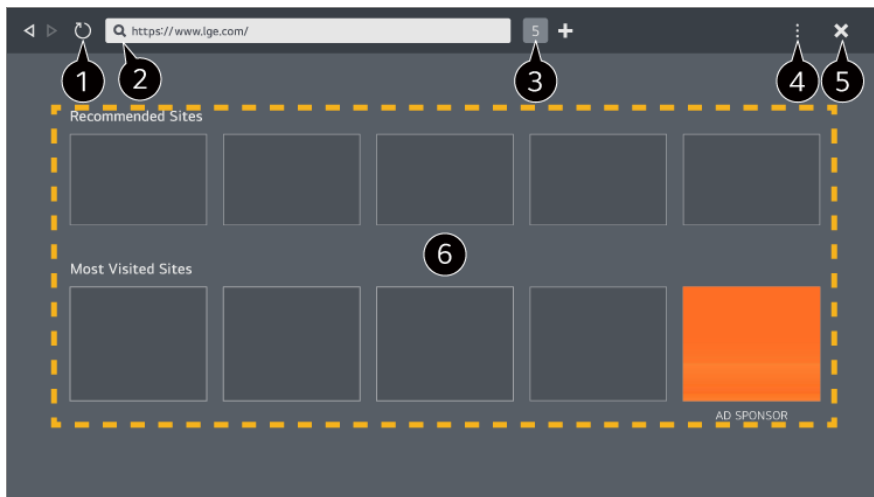 https://www.lge.com/ 5
1 2 3 4 5
Recommended Sites
6
Most Visited Sites
AD SPONSOR